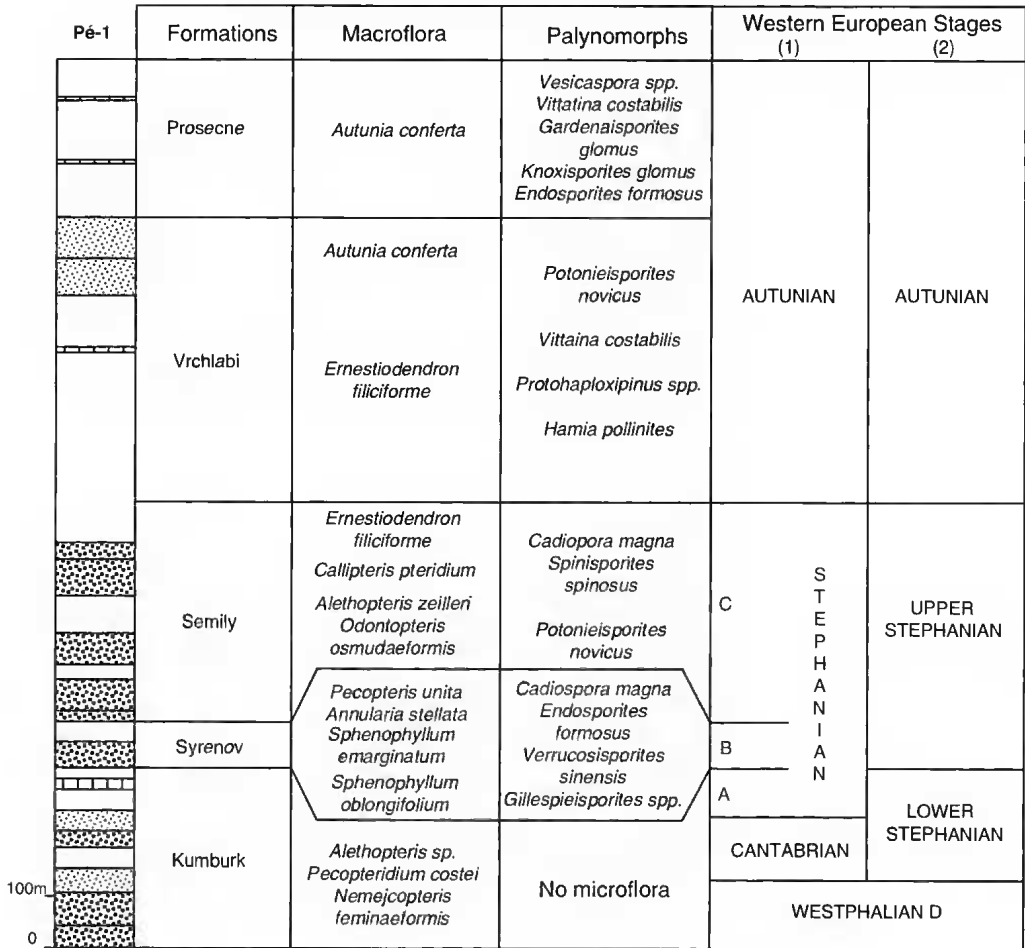 Pé-1
Formations
Macroflora
Palynomorphs
Western European Stages
(1)
(2)
Prosecne
Autunia conferta
Vesicaspora spp.
Vittatina costabilis
Gardenaisporites
glomus
Knoxisporites glomus
Endosporites formosus
Vrchlabi
Autunia conferta
Ernestiodendron
filiciforme
Potonieisporites
novicus
Vittaina costabilis
Protohaploxipinus spp.
Hamia pollinites
AUTUNIAN
AUTUNIAN
Semily
Ernestiodendron
filiciforme
Callipteris pteridium
Alethopteris zeilleri
Odontopteris
osmudaeformis
Cadiopora magna
Spinisporites
spinosus
Potonieisporites
novicus
C
STEPHANIAN
UPPER
STEPHANIAN
Syrenov
Pecopteris unita
Annularia stellata
Sphenophyllum
emarginatum
Sphenophyllum
oblongifolium
Cadiospora magna
Endosporites
formosus
Verrucosisporites
sinensis
Gillespieisporites spp.
B
A
LOWER
STEPHANIAN
Kumburk
Alethopteris sp.
Pecopteridium costei
Nemejcopteris
feminaeformis
No microflora
CANTABRIAN
WESTPHALIAN D
100m
0